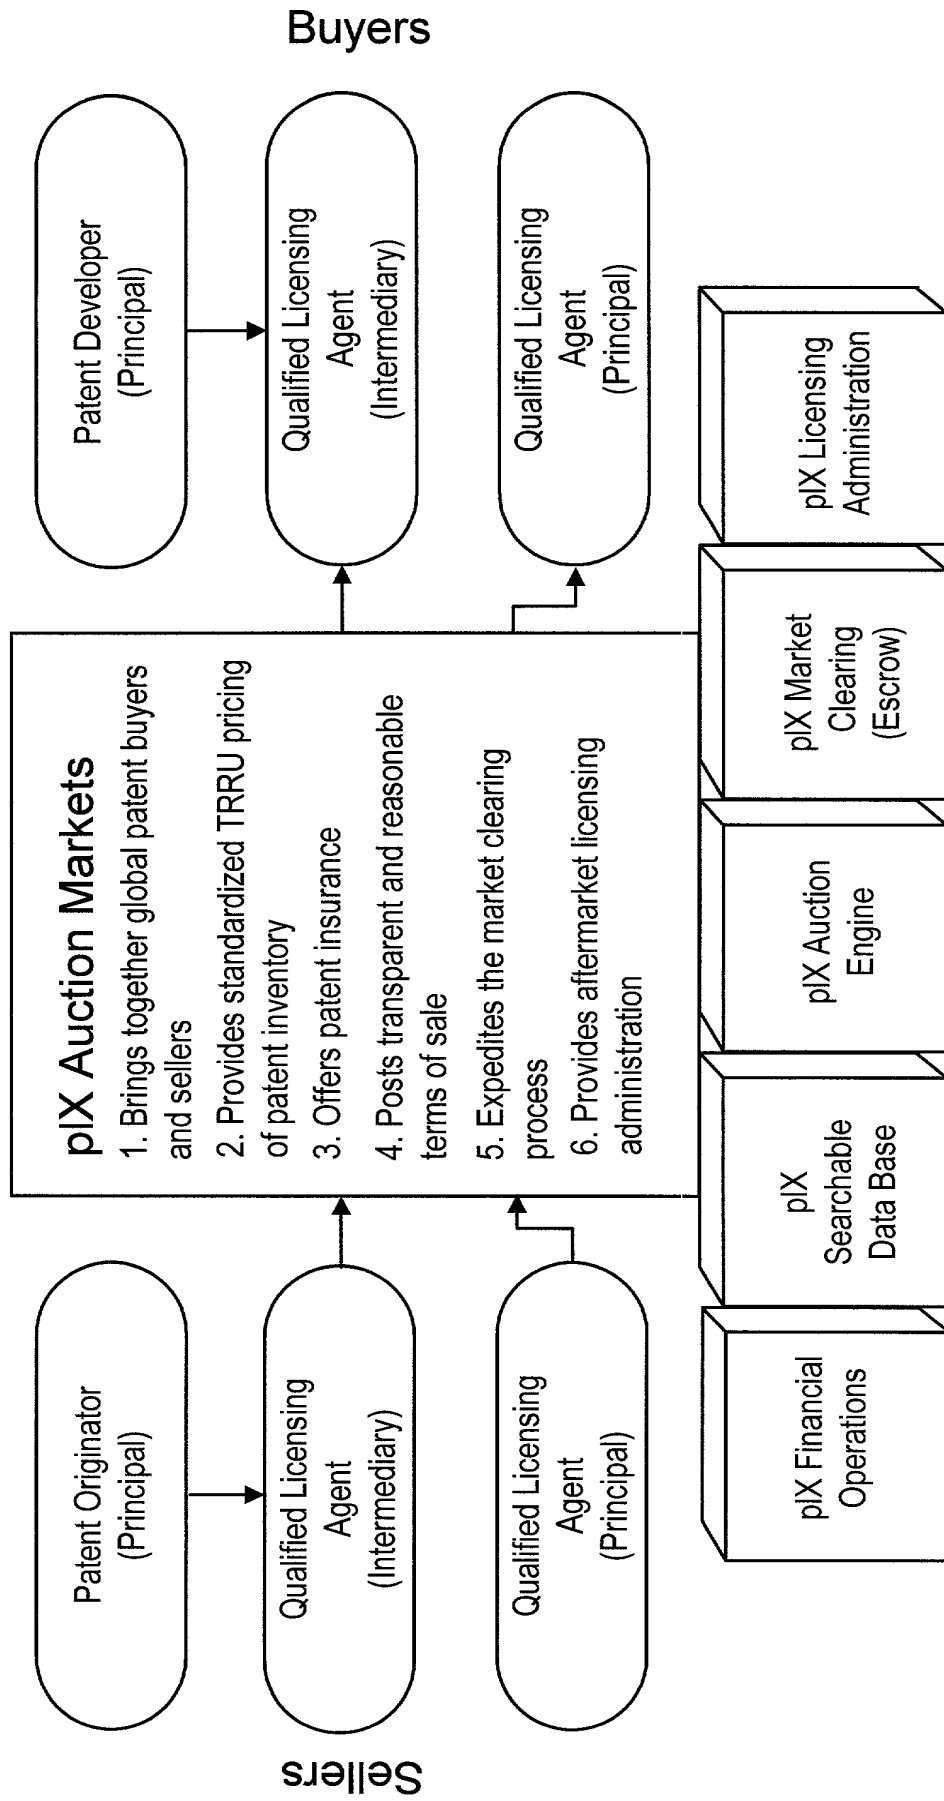 Sellers
Patent Originator
(Principal)
Qualified Licensing
Agent
(Intermediary)
Qualified Licensing
Agent
(Principal)
pIX Auction Markets
1. Brings together global patent buyers
and sellers
2. Provides standardized TRRU pricing
of patent inventory
3. Offers patent insurance
4. Posts transparent and reasonable
terms of sale
5. Expedites the market clearing
process
6. Provides aftermarket licensing
administration
Patent Developer
(Principal)
Qualified Licensing
Agent
(Intermediary)
Qualified Licensing
Agent
(Principal)
Buyers
pIX Financial
Operations
pIX
Searchable
Data Base
pIX Auction
Engine
pIX Market
Clearing
(Escrow)
pIX Licensing
Administration